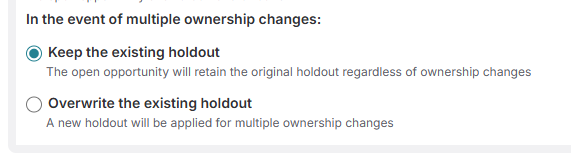 In the event of multiple ownership changes:
Keep the existing holdout
The open opportunity will retain the original holdout regardless of ownership changes
Overwrite the existing holdout
A new holdout will be applied for multiple ownership changes